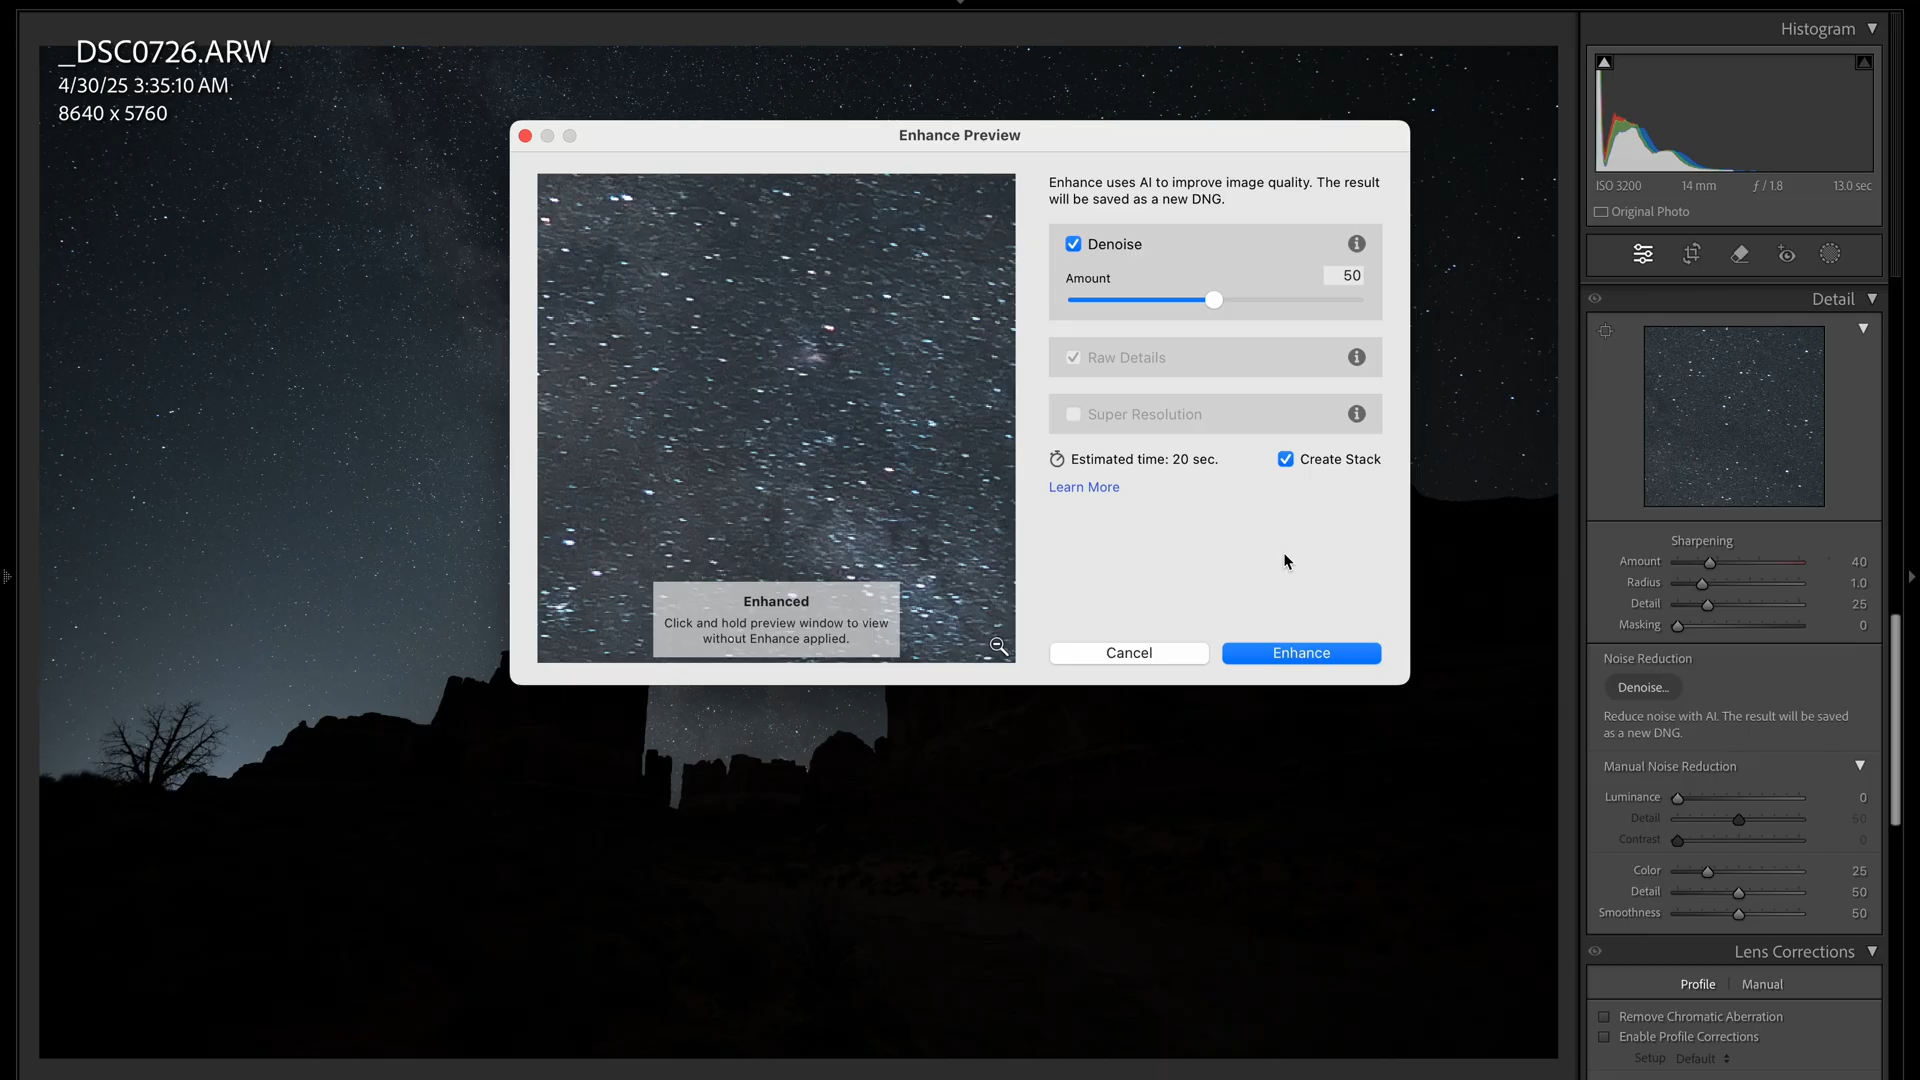 _DSC0726.ARW
4/30/25 3:35:10 AM
8640 x 5760
Enhance Preview
Enhance uses AI to improve image quality. The result
will be saved as a new DNG.
Denoise
Amount
50
Raw Details
Super Resolution
Estimated time: 20 sec.
Create Stack
Learn More
Enhanced
Click and hold preview window to view
without Enhance applied.
Cancel
Enhance
Histogram
ISO 3200 14 mm ƒ / 1.8 13.0 sec
Original Photo
Detail
Sharpening
Amount 40
Radius 1.0
Detail 25
Masking 0
Noise Reduction
Denoise...
Reduce noise with AI. The result will be saved
as a new DNG.
Manual Noise Reduction
Luminance 0
Detail 50
Contrast 0
Color 25
Detail 50
Smoothness 50
Lens Corrections
Profile Manual
Remove Chromatic Aberration
Enable Profile Corrections
Setup Default